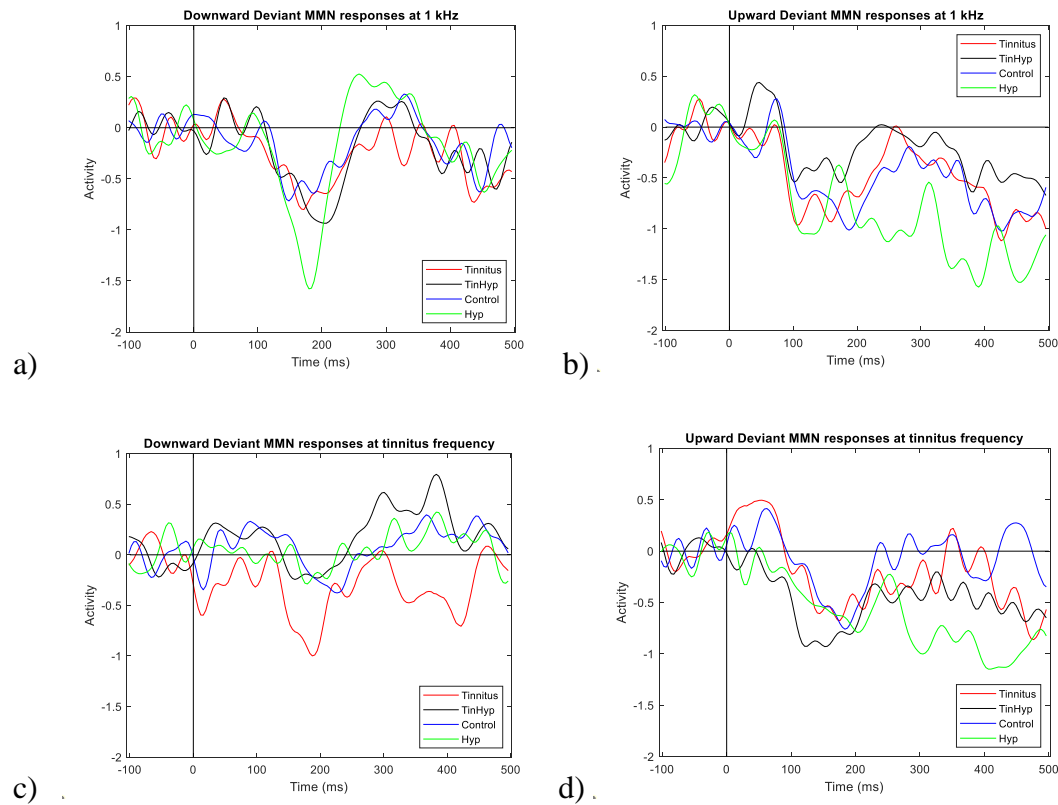 Downward Deviant MMN responses at 1 kHz
1
0.5
0
-0.5
-1
-1.5
-2
Activity
Tinnitus
TinHyp
Control
Hyp
-100 0 100 200 300 400 500
Time (ms)
a)
Upward Deviant MMN responses at 1 kHz
1
0.5
0
-0.5
-1
-1.5
-2
Activity
Tinnitus
TinHyp
Control
Hyp
-100 0 100 200 300 400 500
Time (ms)
b)
Downward Deviant MMN responses at tinnitus frequency
1
0.5
0
-0.5
-1
-1.5
-2
Activity
Tinnitus
TinHyp
Control
Hyp
-100 0 100 200 300 400 500
Time (ms)
c)
Upward Deviant MMN responses at tinnitus frequency
1
0.5
0
-0.5
-1
-1.5
-2
Activity
Tinnitus
TinHyp
Control
Hyp
-100 0 100 200 300 400 500
Time (ms)
d)